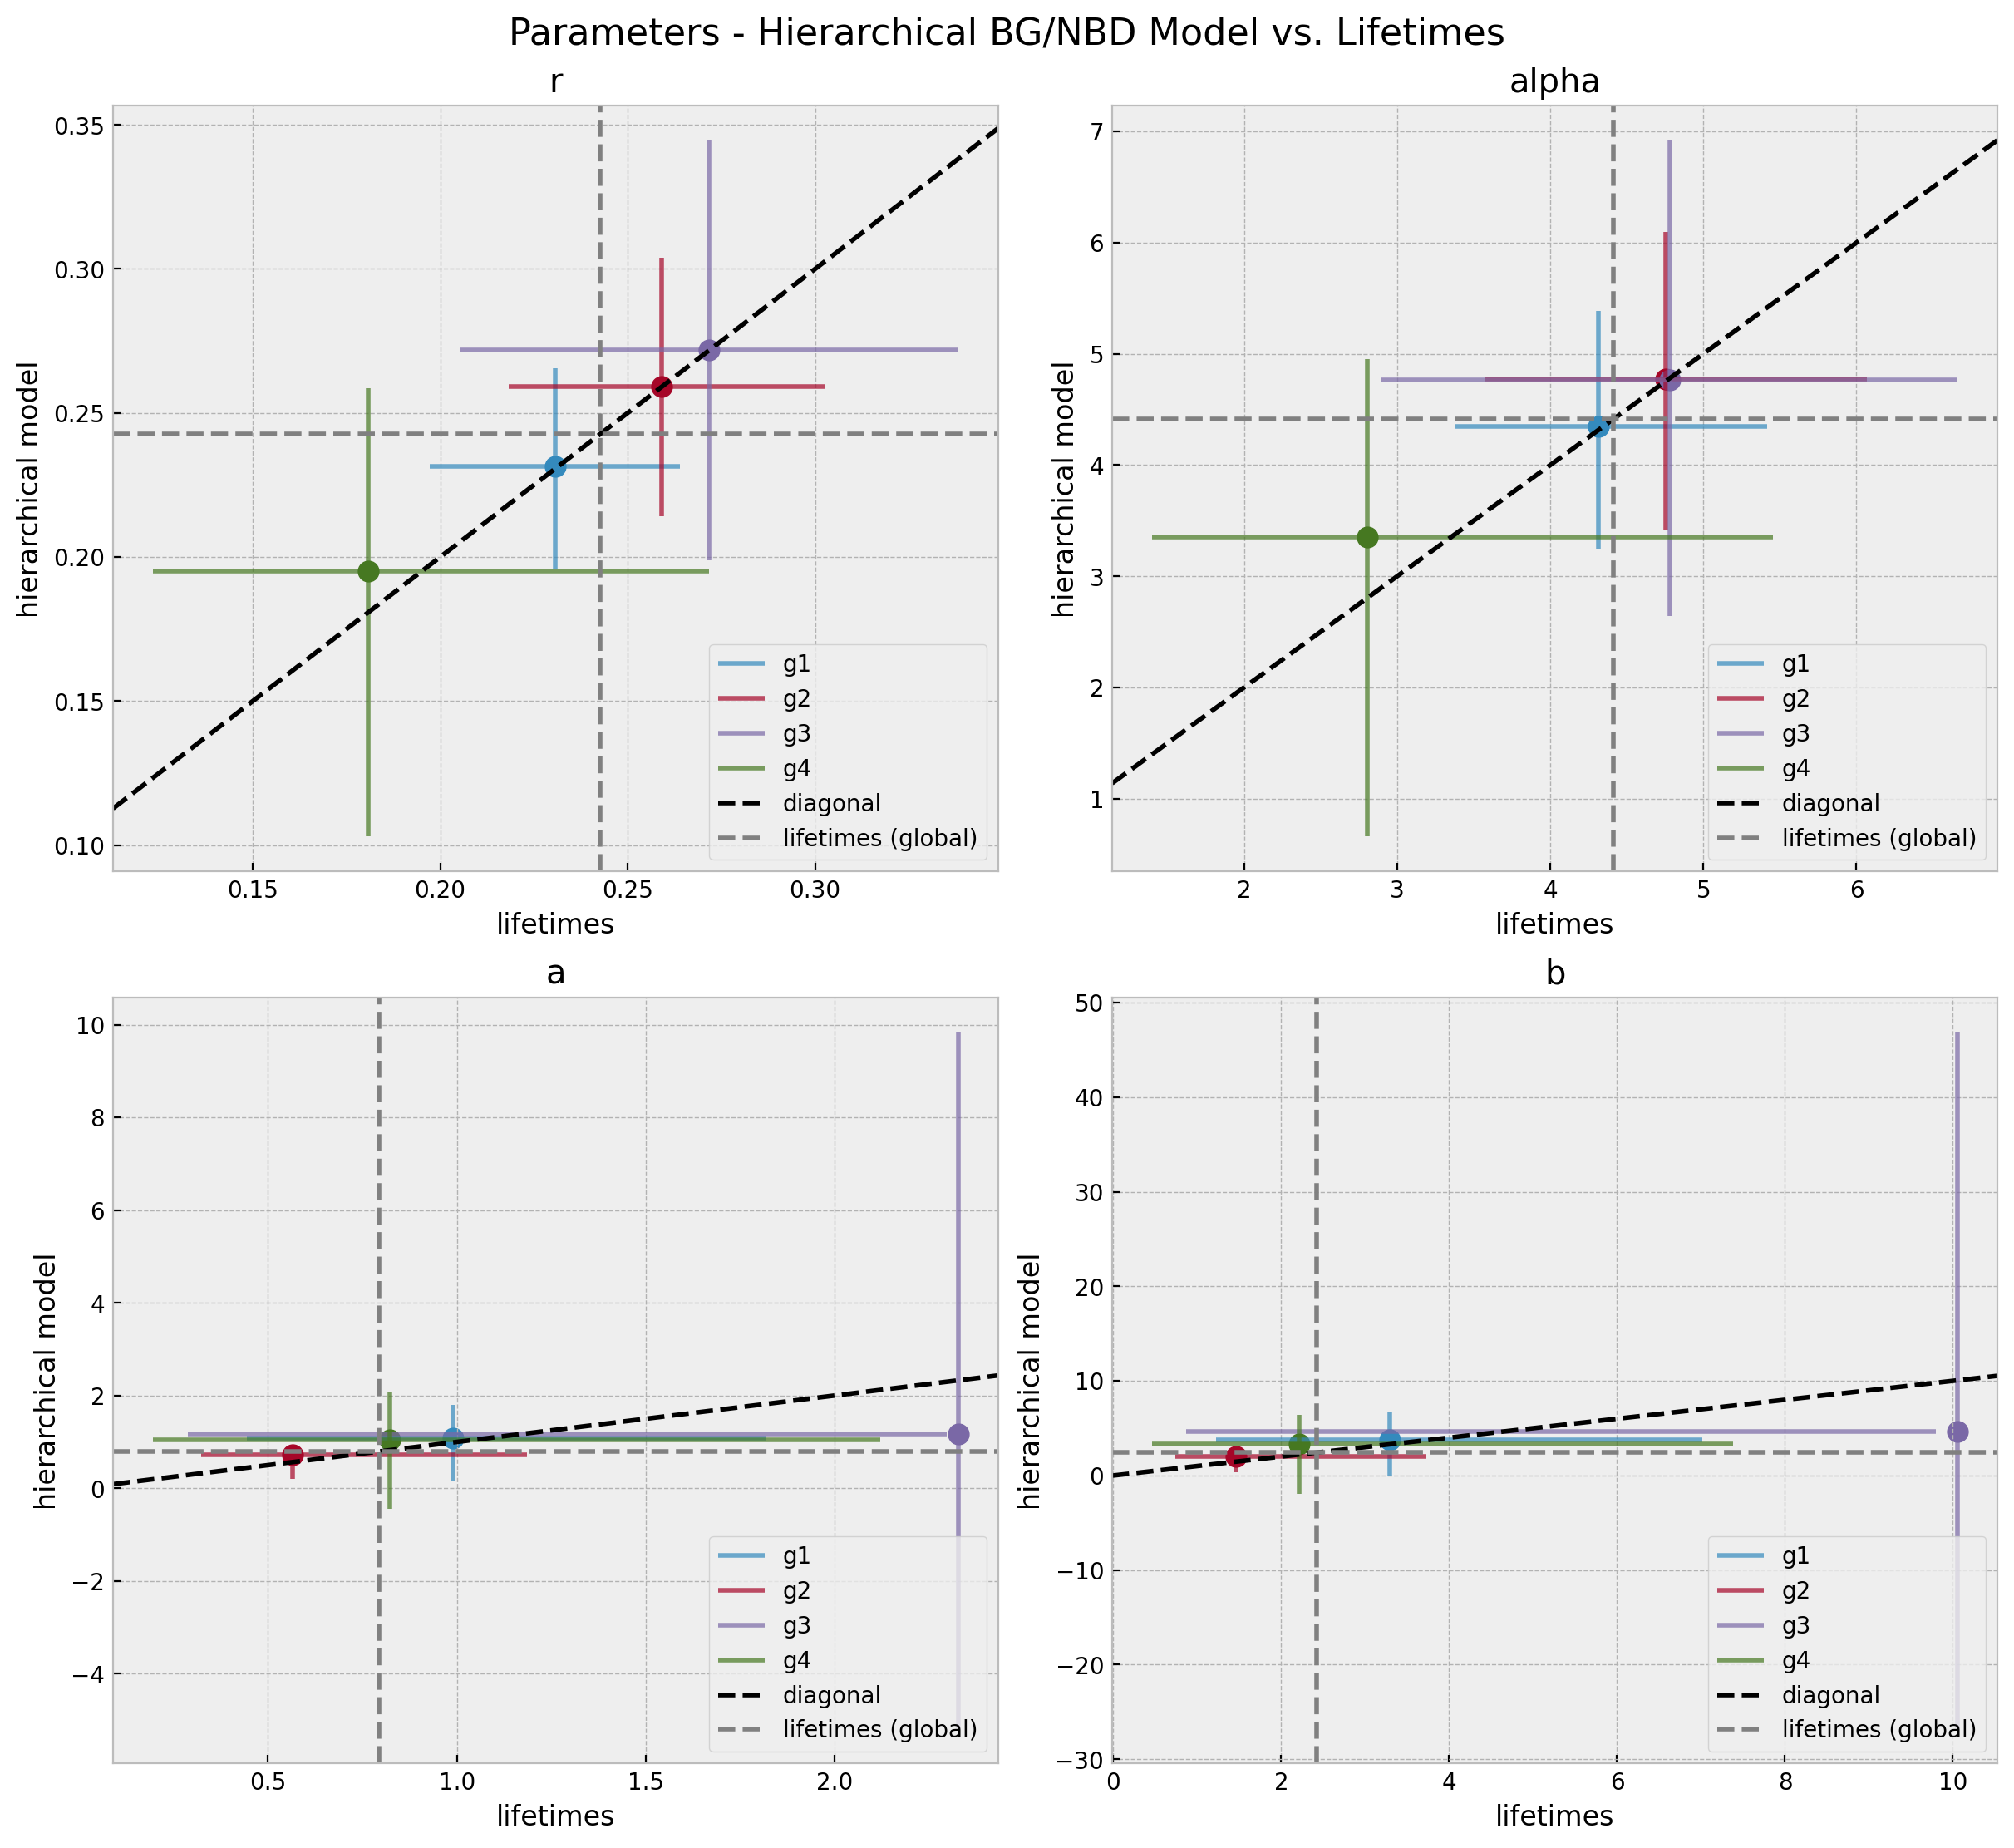 Parameters - Hierarchical BG/NBD Model vs. Lifetimes
r
0.35
0.30
0.25
0.20
0.15
0.10
hierarchical model
g1
g2
g3
g4
diagonal
lifetimes (global)
0.15 0.20 0.25 0.30
lifetimes
alpha
7
6
5
4
3
2
1
hierarchical model
g1
g2
g3
g4
diagonal
lifetimes (global)
2 3 4 5 6
lifetimes
a
10
8
6
4
2
0
−2
−4
hierarchical model
g1
g2
g3
g4
diagonal
lifetimes (global)
0.5 1.0 1.5 2.0
lifetimes
b
50
40
30
20
10
0
−10
−20
−30
hierarchical model
g1
g2
g3
g4
diagonal
lifetimes (global)
0 2 4 6 8 10
lifetimes